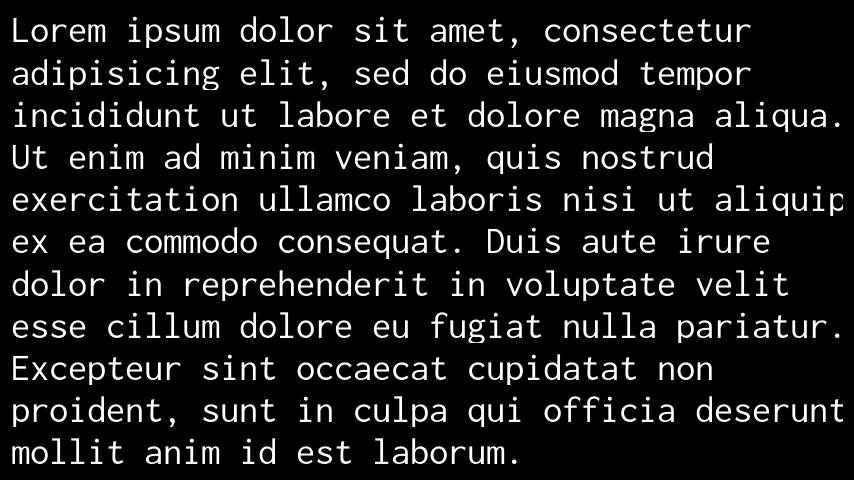 Lorem ipsum dolor sit amet, consectetur
adipisicing elit, sed do eiusmod tempor
incididunt ut labore et dolore magna aliqua.
Ut enim ad minim veniam, quis nostrud
exercitation ullamco laboris nisi ut aliquip
ex ea commodo consequat. Duis aute irure
dolor in reprehenderit in voluptate velit
esse cillum dolore eu fugiat nulla pariatur.
Excepteur sint occaecat cupidatat non
proident, sunt in culpa qui officia deserunt
mollit anim id est laborum.